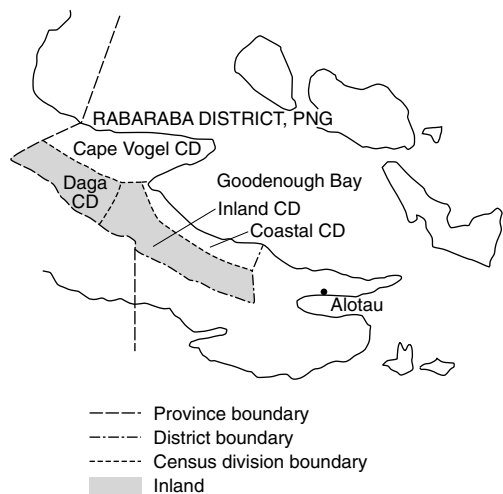 RABARABA DISTRICT, PNG
Cape Vogel CD
Daga
CD
Goodenough Bay
Inland CD
Coastal CD
Alotau
Province boundary
District boundary
Census division boundary
Inland